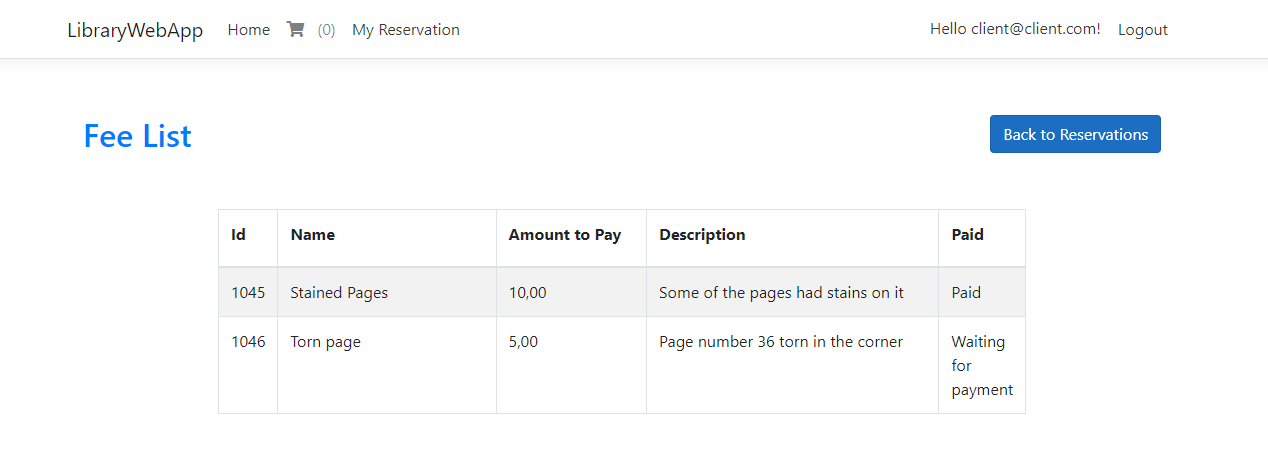 LibraryWebApp Home (0) My Reservation Hello client@client.com! Logout
Fee List Back to Reservations
Id Name Amount to Pay Description Paid
1045 Stained Pages 10,00 Some of the pages had stains on it Paid
1046 Torn page 5,00 Page number 36 torn in the corner Waiting
for
payment